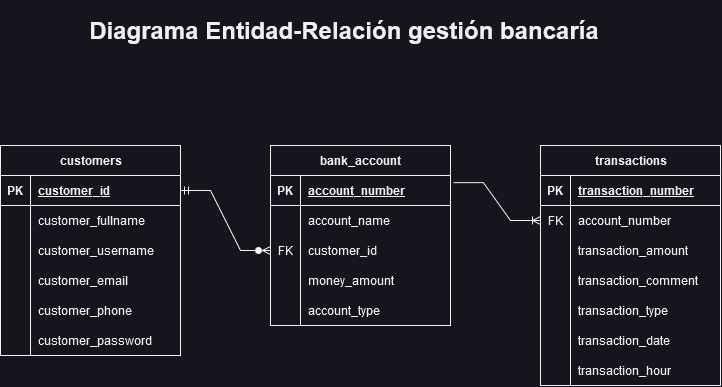 Diagrama Entidad-Relación gestión bancaría
customers
PK customer_id
customer_fullname
customer_username
customer_email
customer_phone
customer_password
bank_account
PK account_number
account_name
FK customer_id
money_amount
account_type
transactions
PK transaction_number
FK account_number
transaction_amount
transaction_comment
transaction_type
transaction_date
transaction_hour